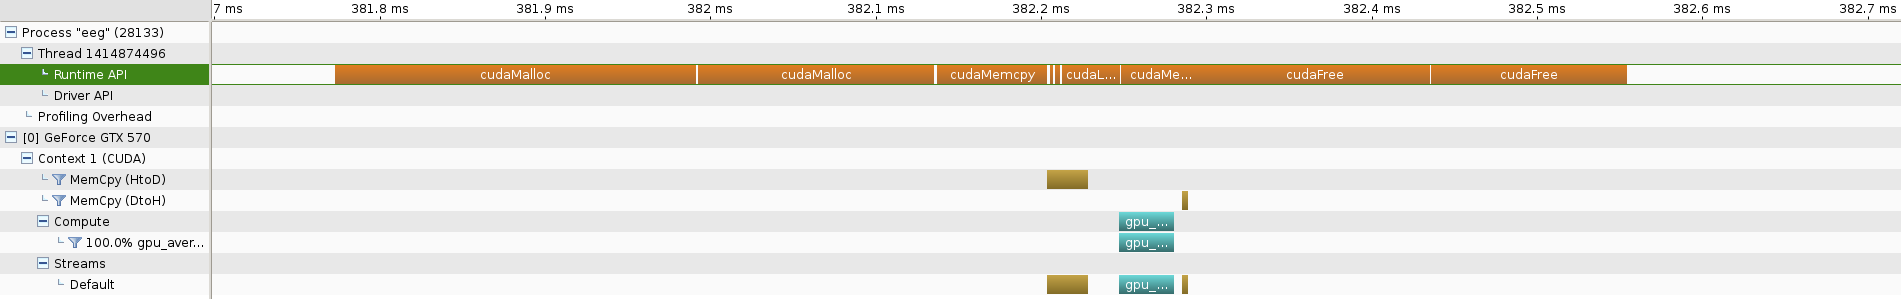 7 ms 381.8 ms 381.9 ms 382 ms 382.1 ms 382.2 ms 382.3 ms 382.4 ms 382.5 ms 382.6 ms 382.7 ms
Process "eeg" (28133)
Thread 1414874496
Runtime API cudaMalloc cudaMalloc cudaMemcpy cudaL... cudaMe... cudaFree cudaFree
Driver API
Profiling Overhead
[0] GeForce GTX 570
Context 1 (CUDA)
MemCpy (HtoD)
MemCpy (DtoH)
Compute gpu_...
100.0% gpu_aver... gpu_...
Streams
Default gpu_...